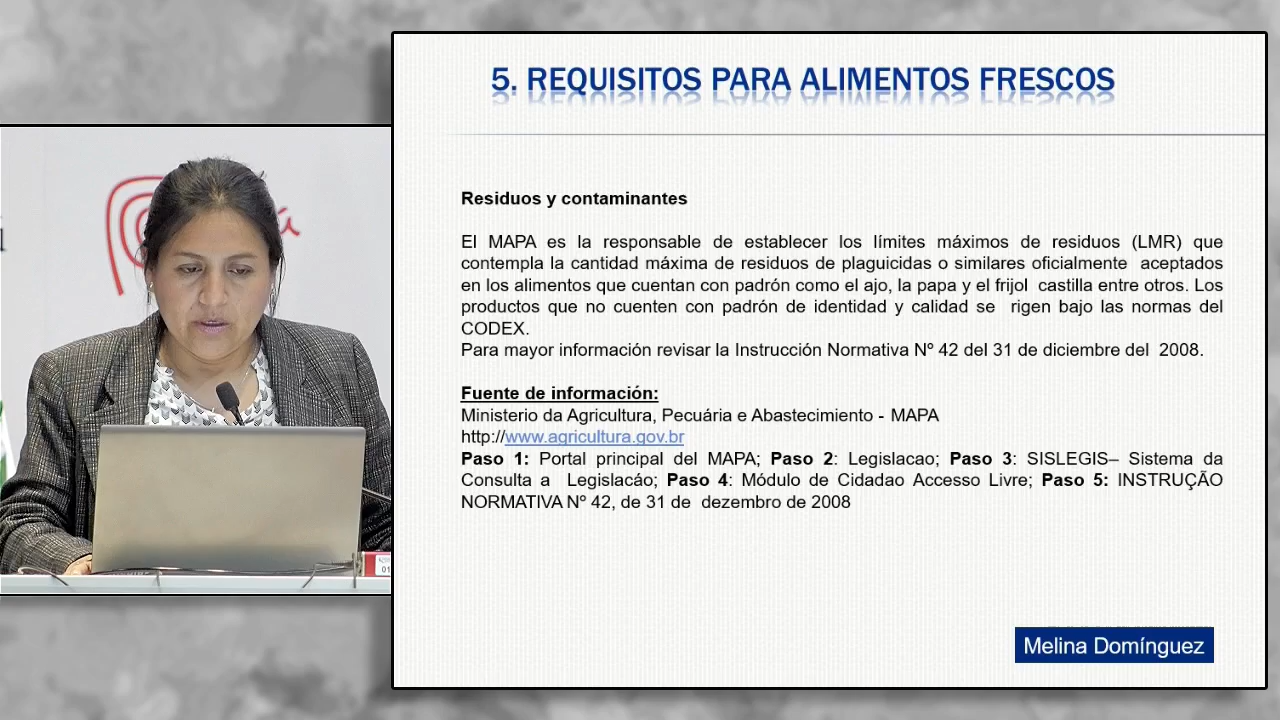 5. REQUISITOS PARA ALIMENTOS FRESCOS
Residuos y contaminantes
El MAPA es la responsable de establecer los límites máximos de residuos (LMR) que
contempla la cantidad máxima de residuos de plaguicidas o similares oficialmente aceptados
en los alimentos que cuentan con padrón como el ajo, la papa y el frijol castilla entre otros. Los
productos que no cuenten con padrón de identidad y calidad se rigen bajo las normas del
CODEX.
Para mayor información revisar la Instrucción Normativa Nº 42 del 31 de diciembre del 2008.
Fuente de información:
Ministerio da Agricultura, Pecuária e Abastecimiento - MAPA
http://www.agricultura.gov.br
Paso 1: Portal principal del MAPA; Paso 2: Legislacao; Paso 3: SISLEGIS– Sistema da
Consulta a Legislacáo; Paso 4: Módulo de Cidadao Accesso Livre; Paso 5: INSTRUÇÃO
NORMATIVA Nº 42, de 31 de dezembro de 2008
Melina Domínguez
01